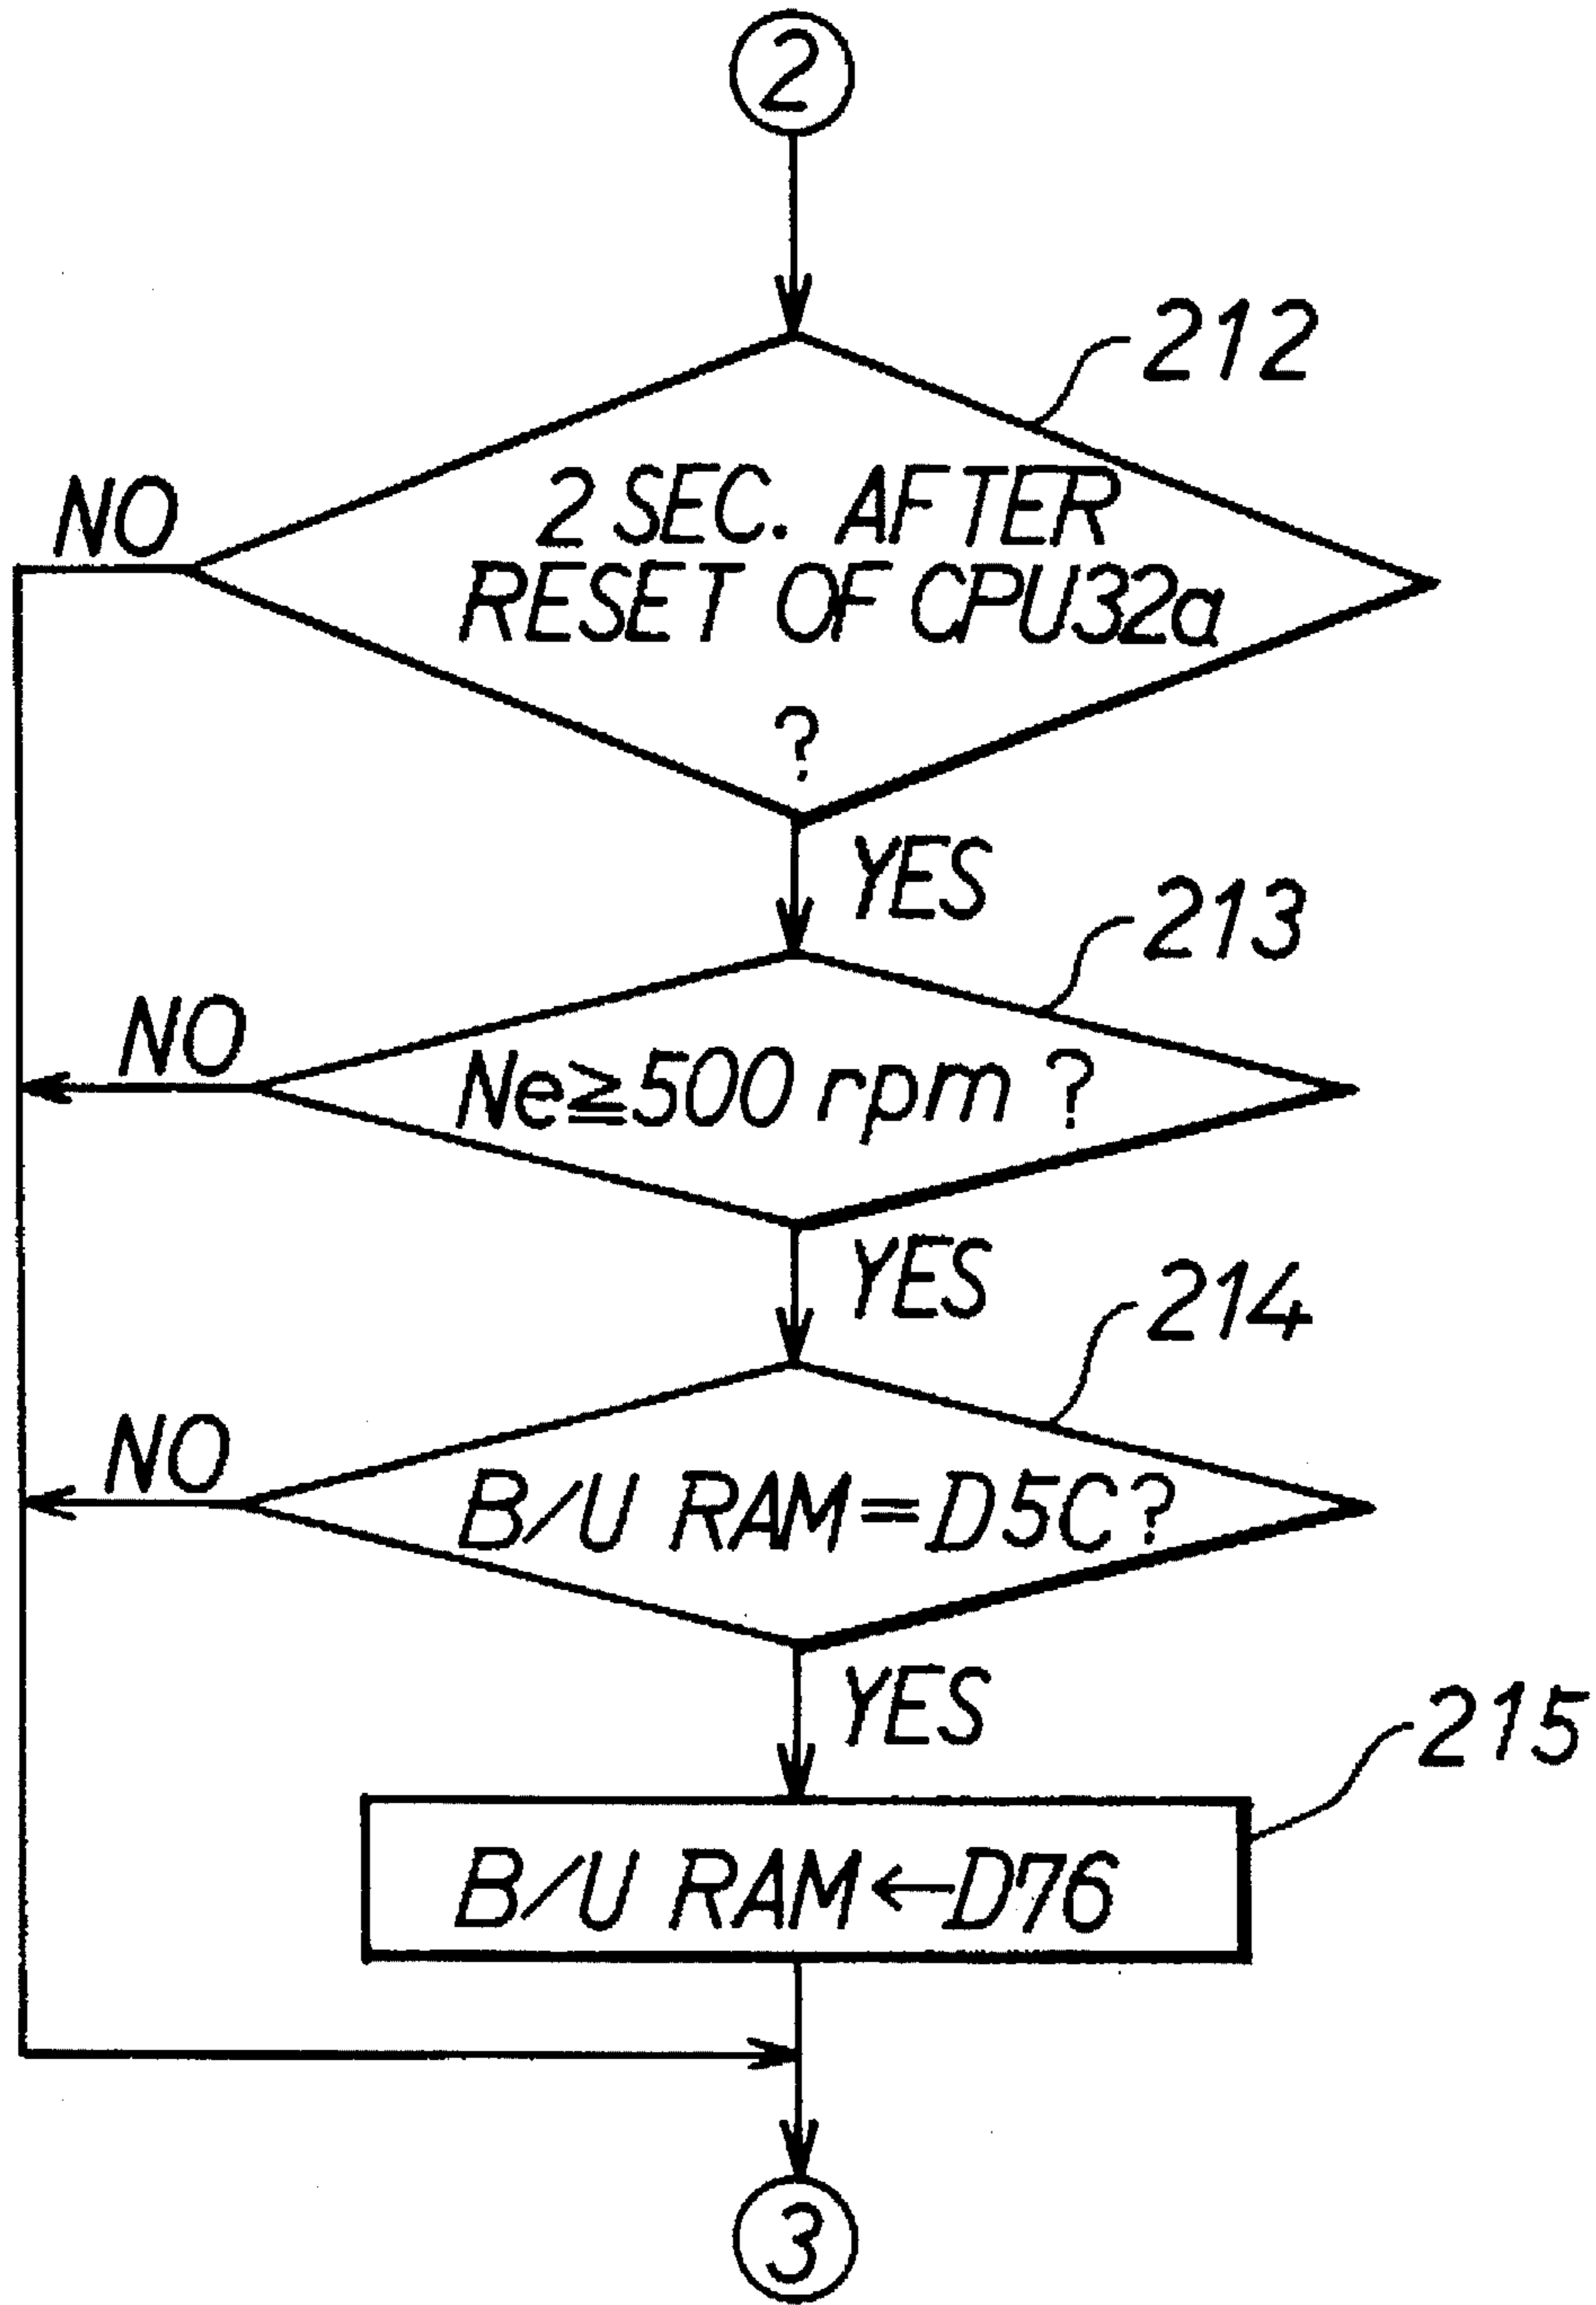 2
212
NO
2 SEC. AFTER
RESET OF CPU32a
?
YES
213
NO
Ne≧500 rpm ?
YES
214
NO
B/U RAM=D5C?
YES
215
B/U RAM←D76
3